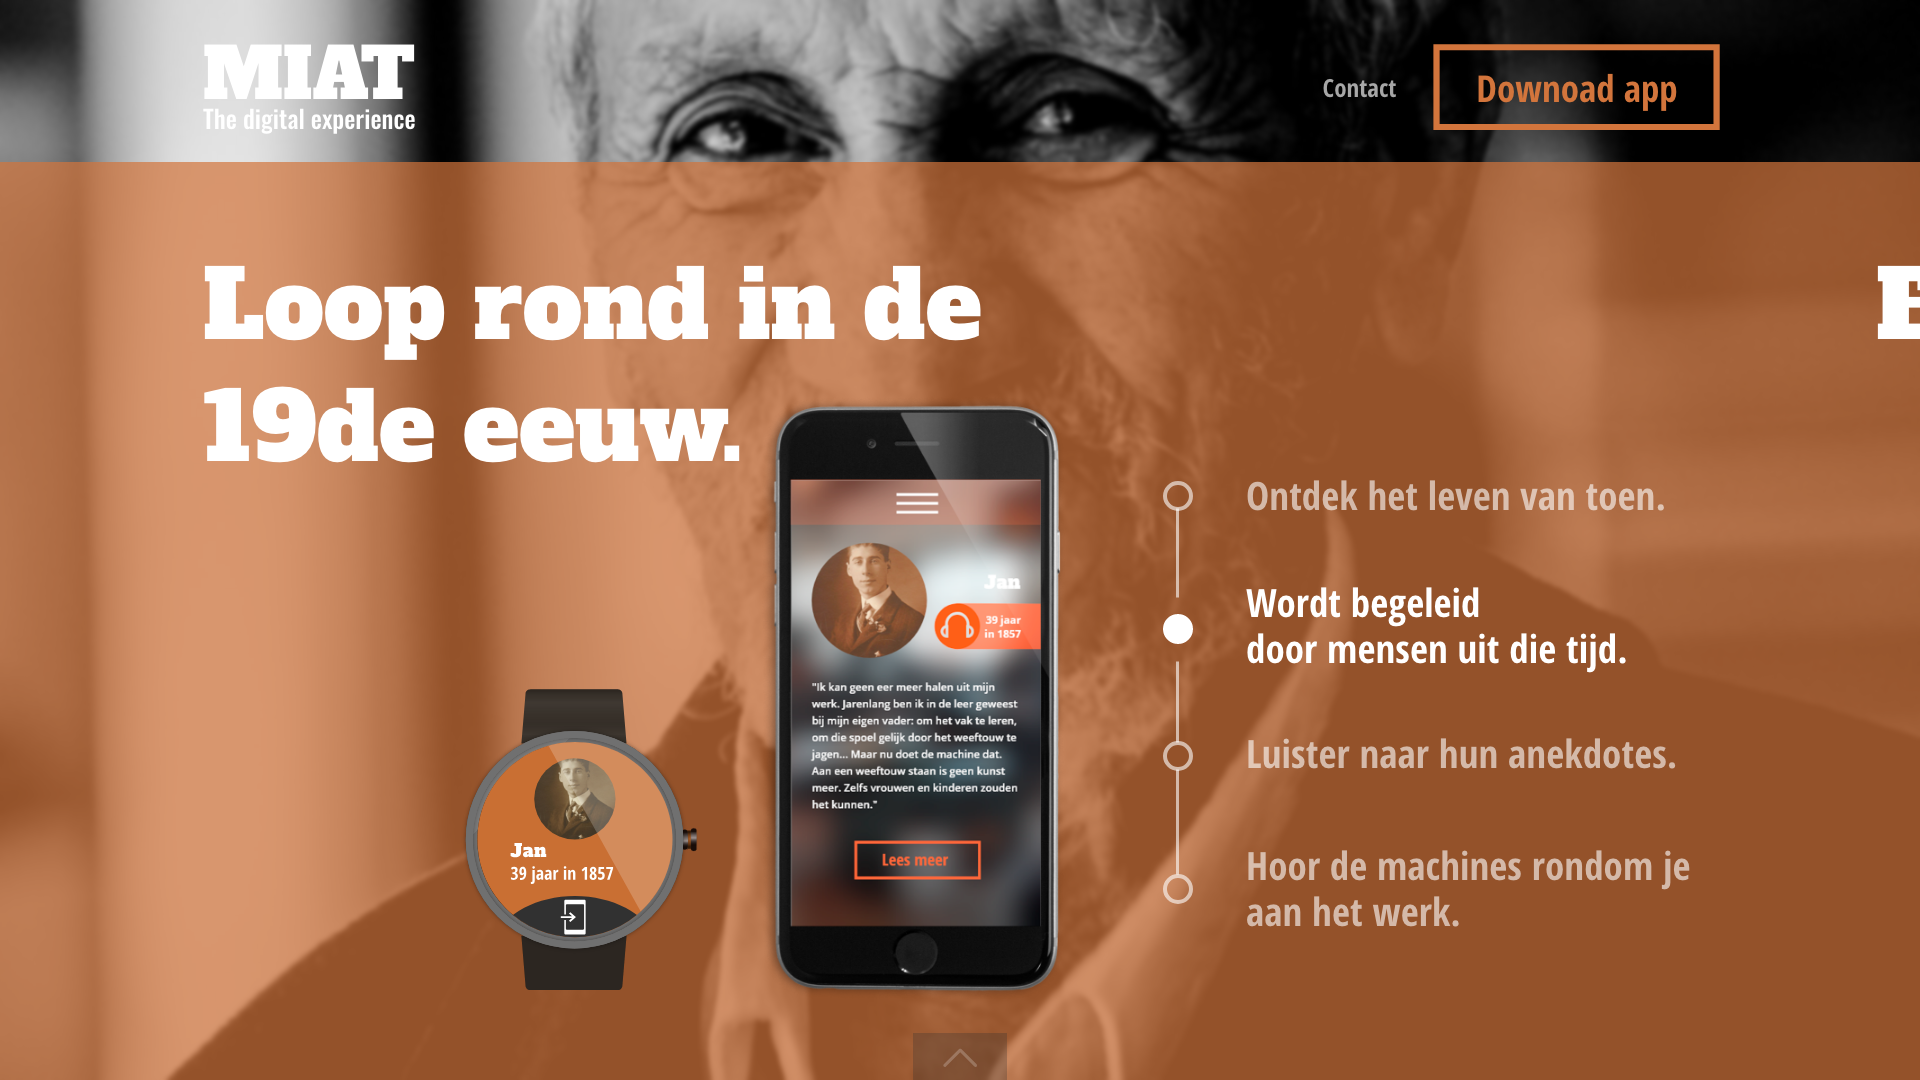 MIAT
The digital experience
Contact
Downoad app
Loop rond in de
19de eeuw.
Jan
39 jaar
in 1857
"Ik kan geen eer meer halen uit mijn
werk. Jarenlang ben ik in de leer geweest
bij mijn eigen vader: om het vak te leren,
om die spoel gelijk door het weeftouw te
jagen... Maar nu doet de machine dat.
Aan een weeftouw staan is geen kunst
meer. Zelfs vrouwen en kinderen zouden
het kunnen."
Lees meer
Jan
39 jaar in 1857
Ontdek het leven van toen.
Wordt begeleid
door mensen uit die tijd.
Luister naar hun anekdotes.
Hoor de machines rondom je
aan het werk.